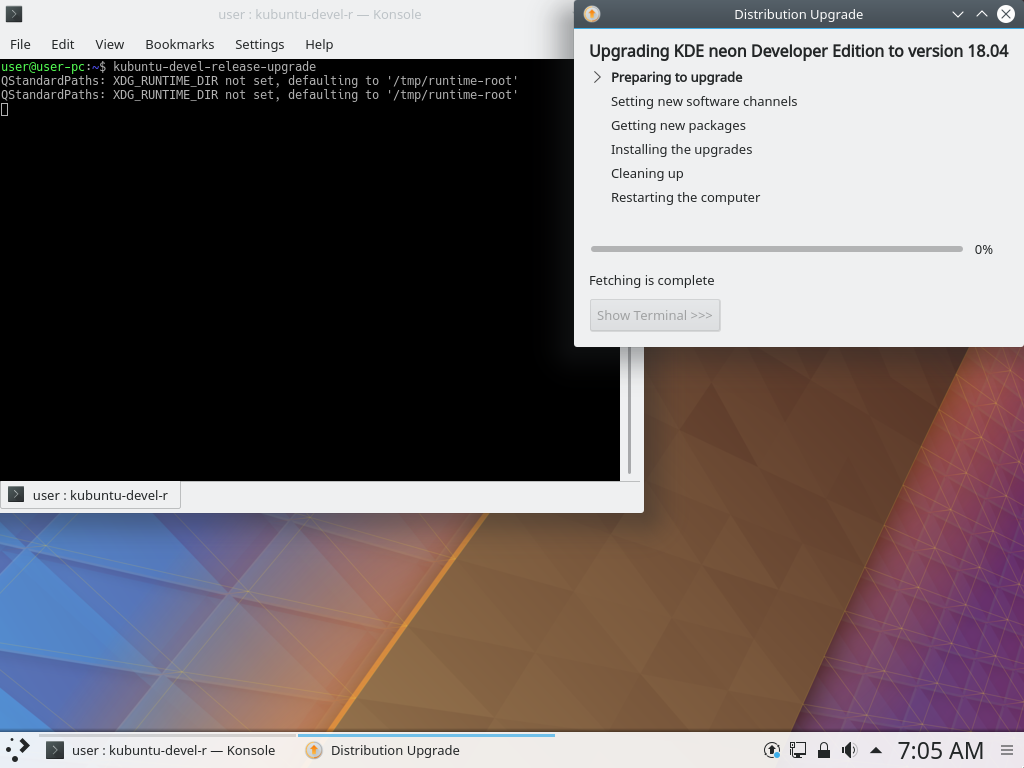 user : kubuntu-devel-r — Konsole
File Edit View Bookmarks Settings Help
user@user-pc:~$ kubuntu-devel-release-upgrade
QStandardPaths: XDG_RUNTIME_DIR not set, defaulting to '/tmp/runtime-root'
QStandardPaths: XDG_RUNTIME_DIR not set, defaulting to '/tmp/runtime-root'
user : kubuntu-devel-r
Distribution Upgrade
Upgrading KDE neon Developer Edition to version 18.04
Preparing to upgrade
Setting new software channels
Getting new packages
Installing the upgrades
Cleaning up
Restarting the computer
0%
Fetching is complete
Show Terminal >>>
user : kubuntu-devel-r — Konsole
Distribution Upgrade
7:05 AM